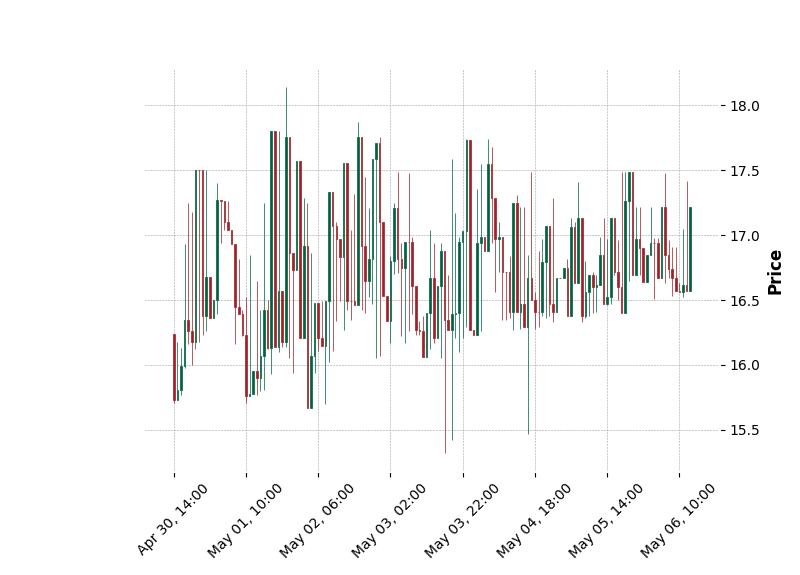 18.0
17.5
17.0
16.5
16.0
15.5
Price
Apr 30, 14:00
May 01, 10:00
May 02, 06:00
May 03, 02:00
May 03, 22:00
May 04, 18:00
May 05, 14:00
May 06, 10:00